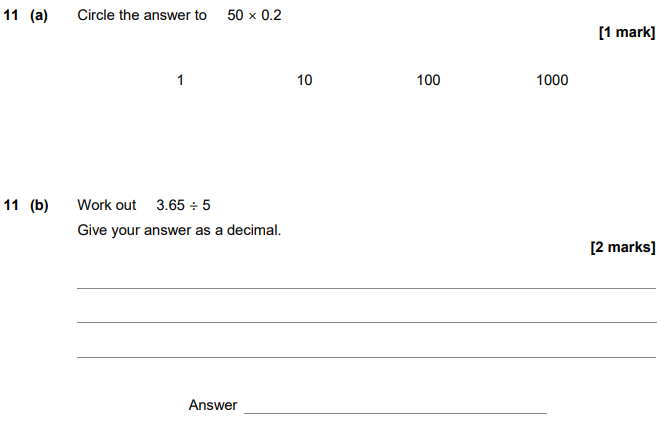 11 (a) Circle the answer to 50 × 0.2
[1 mark]
1 10 100 1000
11 (b) Work out 3.65 ÷ 5
Give your answer as a decimal.
[2 marks]
Answer